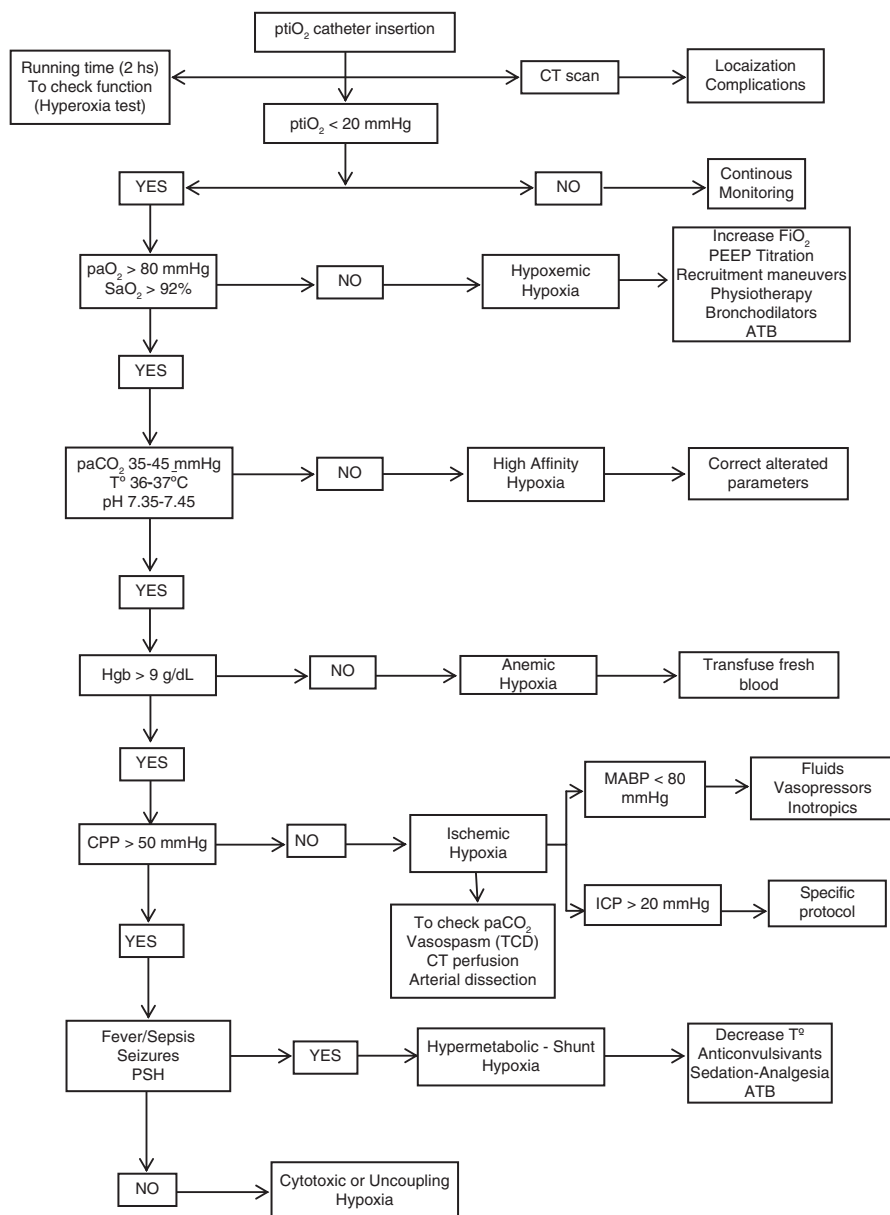 ptiO₂ catheter insertion
Running time (2 hs)
To check function
(Hyperoxia test)
CT scan
Locaization
Complications
ptiO₂ < 20 mmHg
YES
NO
Continous
Monitoring
paO₂ > 80 mmHg
SaO₂ > 92%
NO
Hypoxemic
Hypoxia
Increase FiO₂
PEEP Titration
Recruitment maneuvers
Physiotherapy
Bronchodilators
ATB
YES
paCO₂ 35-45 mmHg
Tº 36-37ºC
pH 7.35-7.45
NO
High Affinity
Hypoxia
Correct alterated
parameters
YES
Hgb > 9 g/dL
NO
Anemic
Hypoxia
Transfuse fresh
blood
YES
CPP > 50 mmHg
NO
Ischemic
Hypoxia
MABP < 80
mmHg
Fluids
Vasopressors
Inotropics
ICP > 20 mmHg
Specific
protocol
To check paCO₂
Vasospasm (TCD)
CT perfusion
Arterial dissection
YES
Fever/Sepsis
Seizures
PSH
YES
Hypermetabolic - Shunt
Hypoxia
Decrease Tº
Anticonvulsivants
Sedation-Analgesia
ATB
NO
Cytotoxic or Uncoupling
Hypoxia